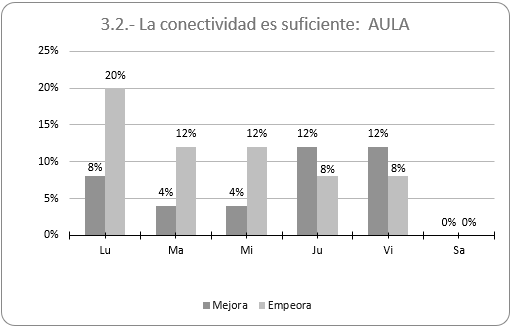 3.2.- La conectividad es suficiente: AULA
25%
20%
15%
10%
5%
0%
8% 20% 4% 12% 4% 12% 12% 8% 12% 8% 0% 0%
Lu Ma Mi Ju Vi Sa
Mejora Empeora